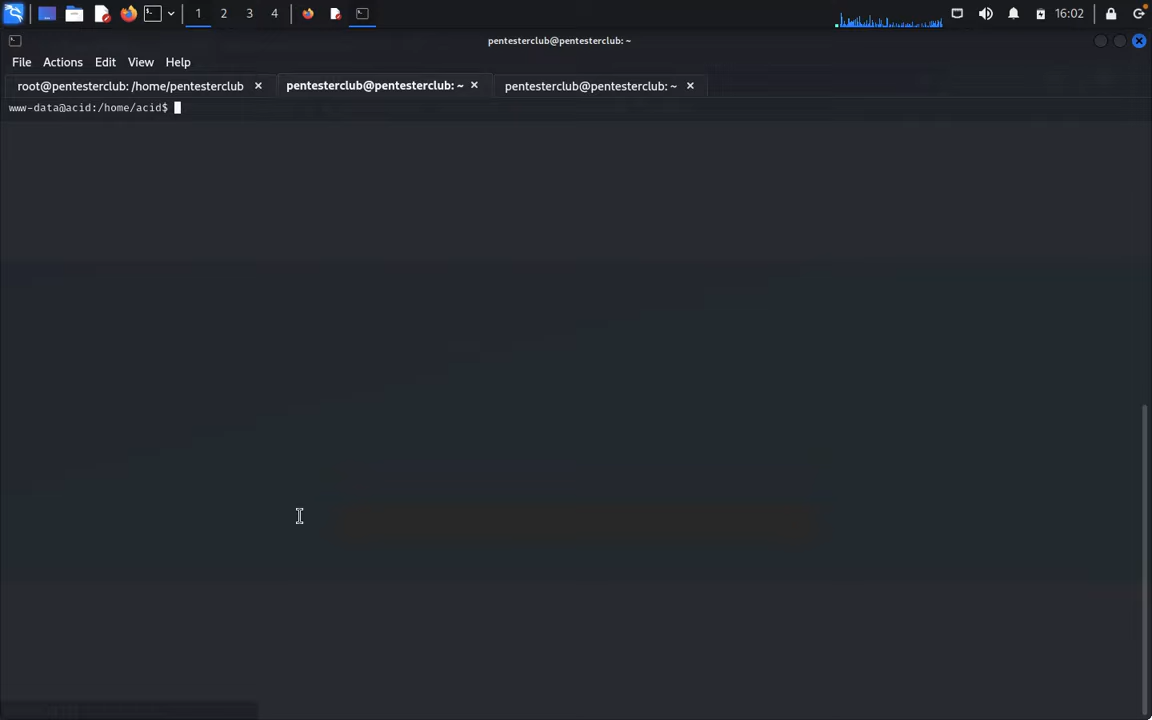 1 2 3 4 16:02
pentesterclub@pentesterclub: ~
File Actions Edit View Help
root@pentesterclub: /home/pentesterclub pentesterclub@pentesterclub: ~ pentesterclub@pentesterclub: ~
www-data@acid:/home/acid$